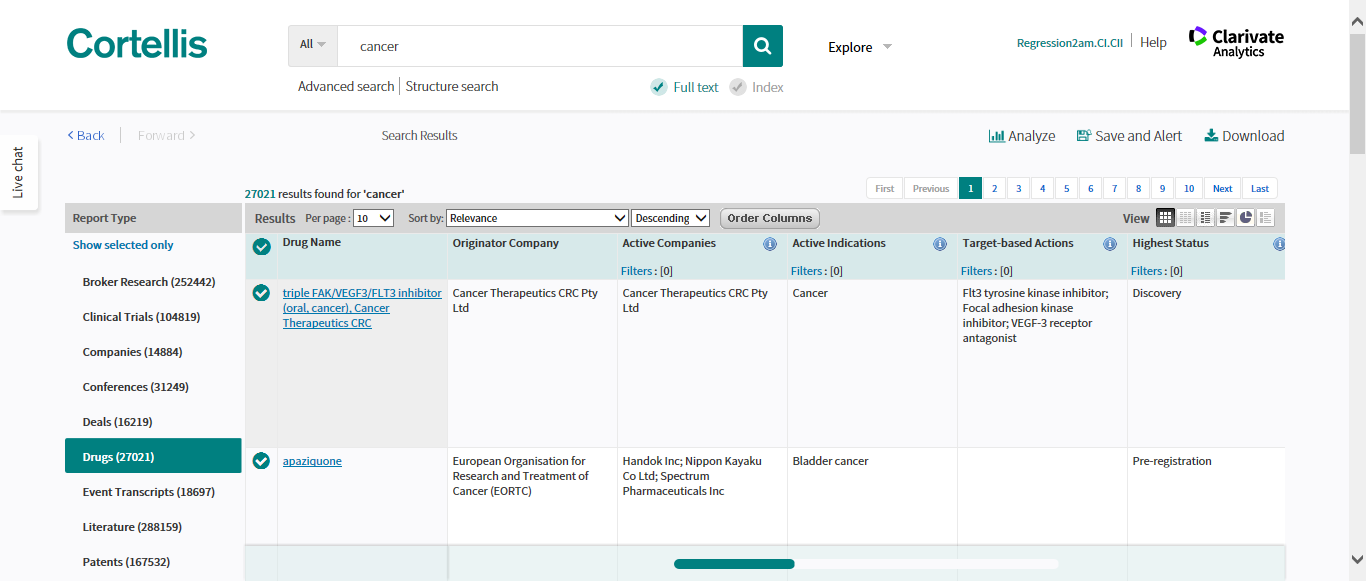 Cortellis
All
cancer
Explore
Regression2am.CI.CII
Help
Clarivate
Analytics
Advanced search
Structure search
Full text
Index
Back
Forward
Search Results
Analyze
Save and Alert
Download
Live chat
27021 results found for 'cancer'
First Previous 1 2 3 4 5 6 7 8 9 10 Next Last
Report Type
Results Per page : 10 Sort by: Relevance Descending Order Columns View
Show selected only
Broker Research (252442)
Clinical Trials (104819)
Companies (14884)
Conferences (31249)
Deals (16219)
Drugs (27021)
Event Transcripts (18697)
Literature (288159)
Patents (167532)
Drug Name
Originator Company
Active Companies
Filters : [0]
Active Indications
Filters : [0]
Target-based Actions
Filters : [0]
Highest Status
Filters : [0]
triple FAK/VEGF3/FLT3 inhibitor
(oral, cancer), Cancer
Therapeutics CRC
Cancer Therapeutics CRC Pty
Ltd
Cancer Therapeutics CRC Pty
Ltd
Cancer
Flt3 tyrosine kinase inhibitor;
Focal adhesion kinase
inhibitor; VEGF-3 receptor
antagonist
Discovery
apaziquone
European Organisation for
Research and Treatment of
Cancer (EORTC)
Handok Inc; Nippon Kayaku
Co Ltd; Spectrum
Pharmaceuticals Inc
Bladder cancer
Pre-registration